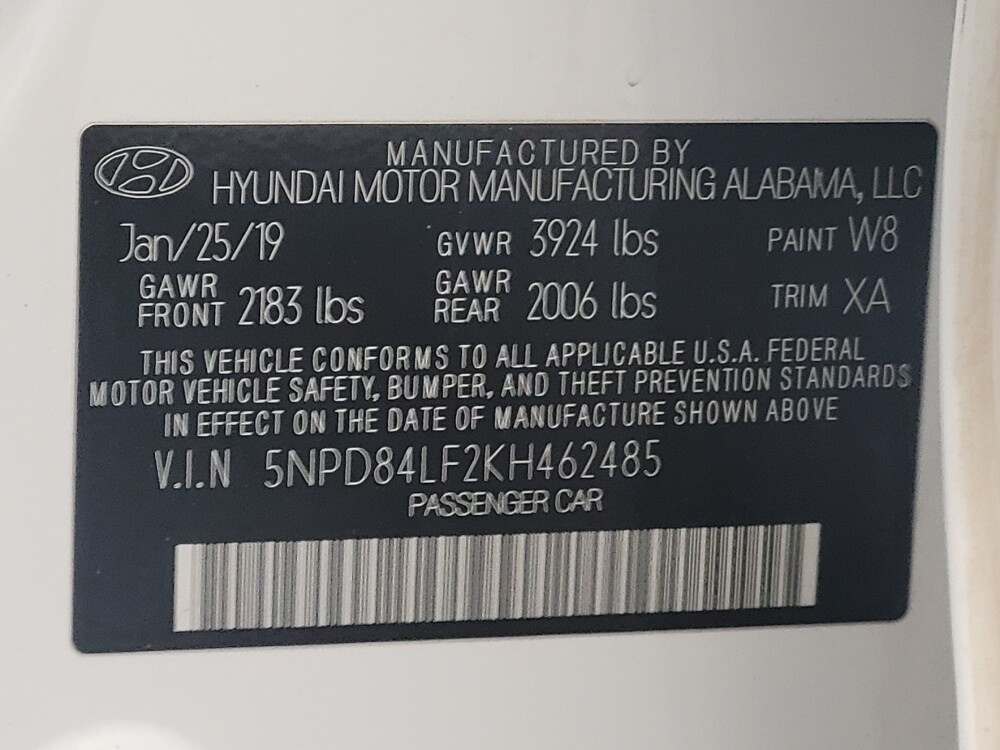 MANUFACTURED BY
HYUNDAI MOTOR MANUFACTURING ALABAMA, LLC
Jan/25/19 GVWR 3924 lbs PAINT W8
GAWR FRONT 2183 lbs GAWR REAR 2006 lbs TRIM XA
THIS VEHICLE CONFORMS TO ALL APPLICABLE U.S.A. FEDERAL
MOTOR VEHICLE SAFETY, BUMPER, AND THEFT PREVENTION STANDARDS
IN EFFECT ON THE DATE OF MANUFACTURE SHOWN ABOVE
V.I.N 5NPD84LF2KH462485
PASSENGER CAR